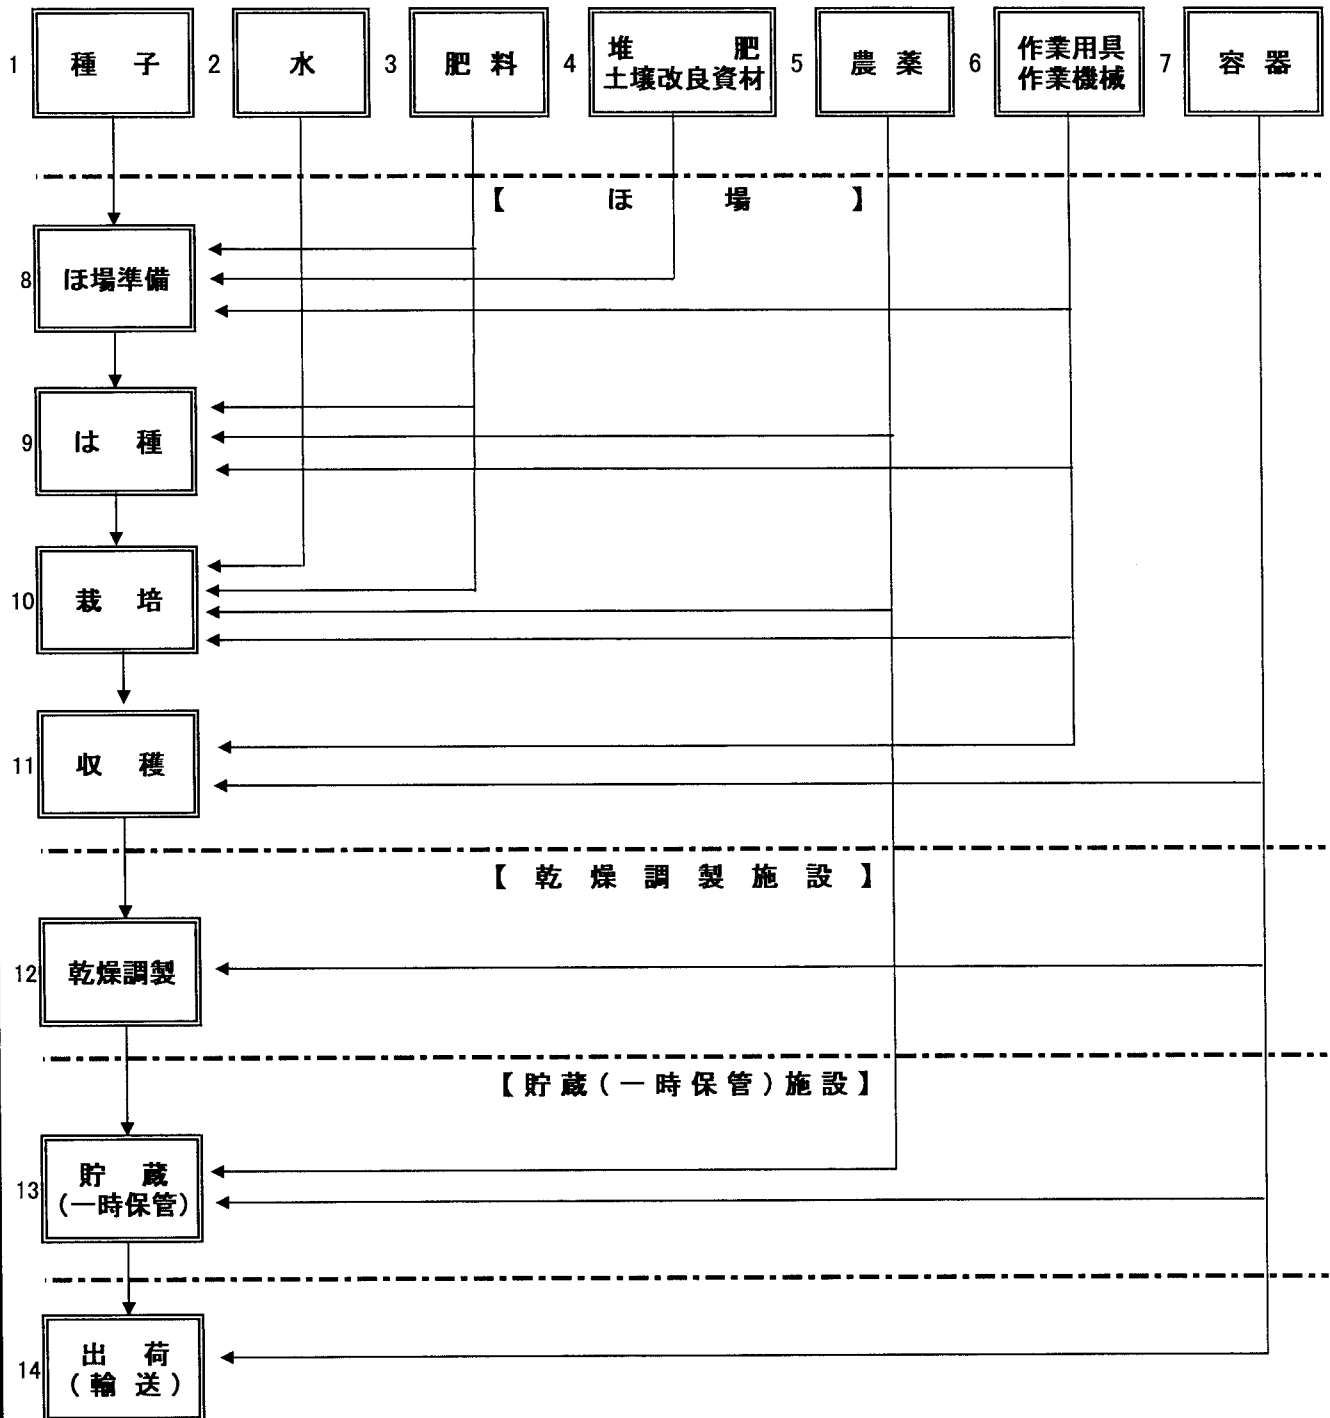 1 種 子
2 水
3 肥 料
4 堆 肥
土壌改良資材
5 農 薬
6 作業用具
作業機械
7 容 器
【 ほ 場 】
8 ほ場準備
9 は 種
10 栽 培
11 収 穫
【 乾 燥 調 製 施 設 】
12 乾燥調製
【 貯 蔵 ( 一 時 保 管 ) 施 設 】
13 貯 蔵
(一時保管)
14 出 荷
( 輸 送 )